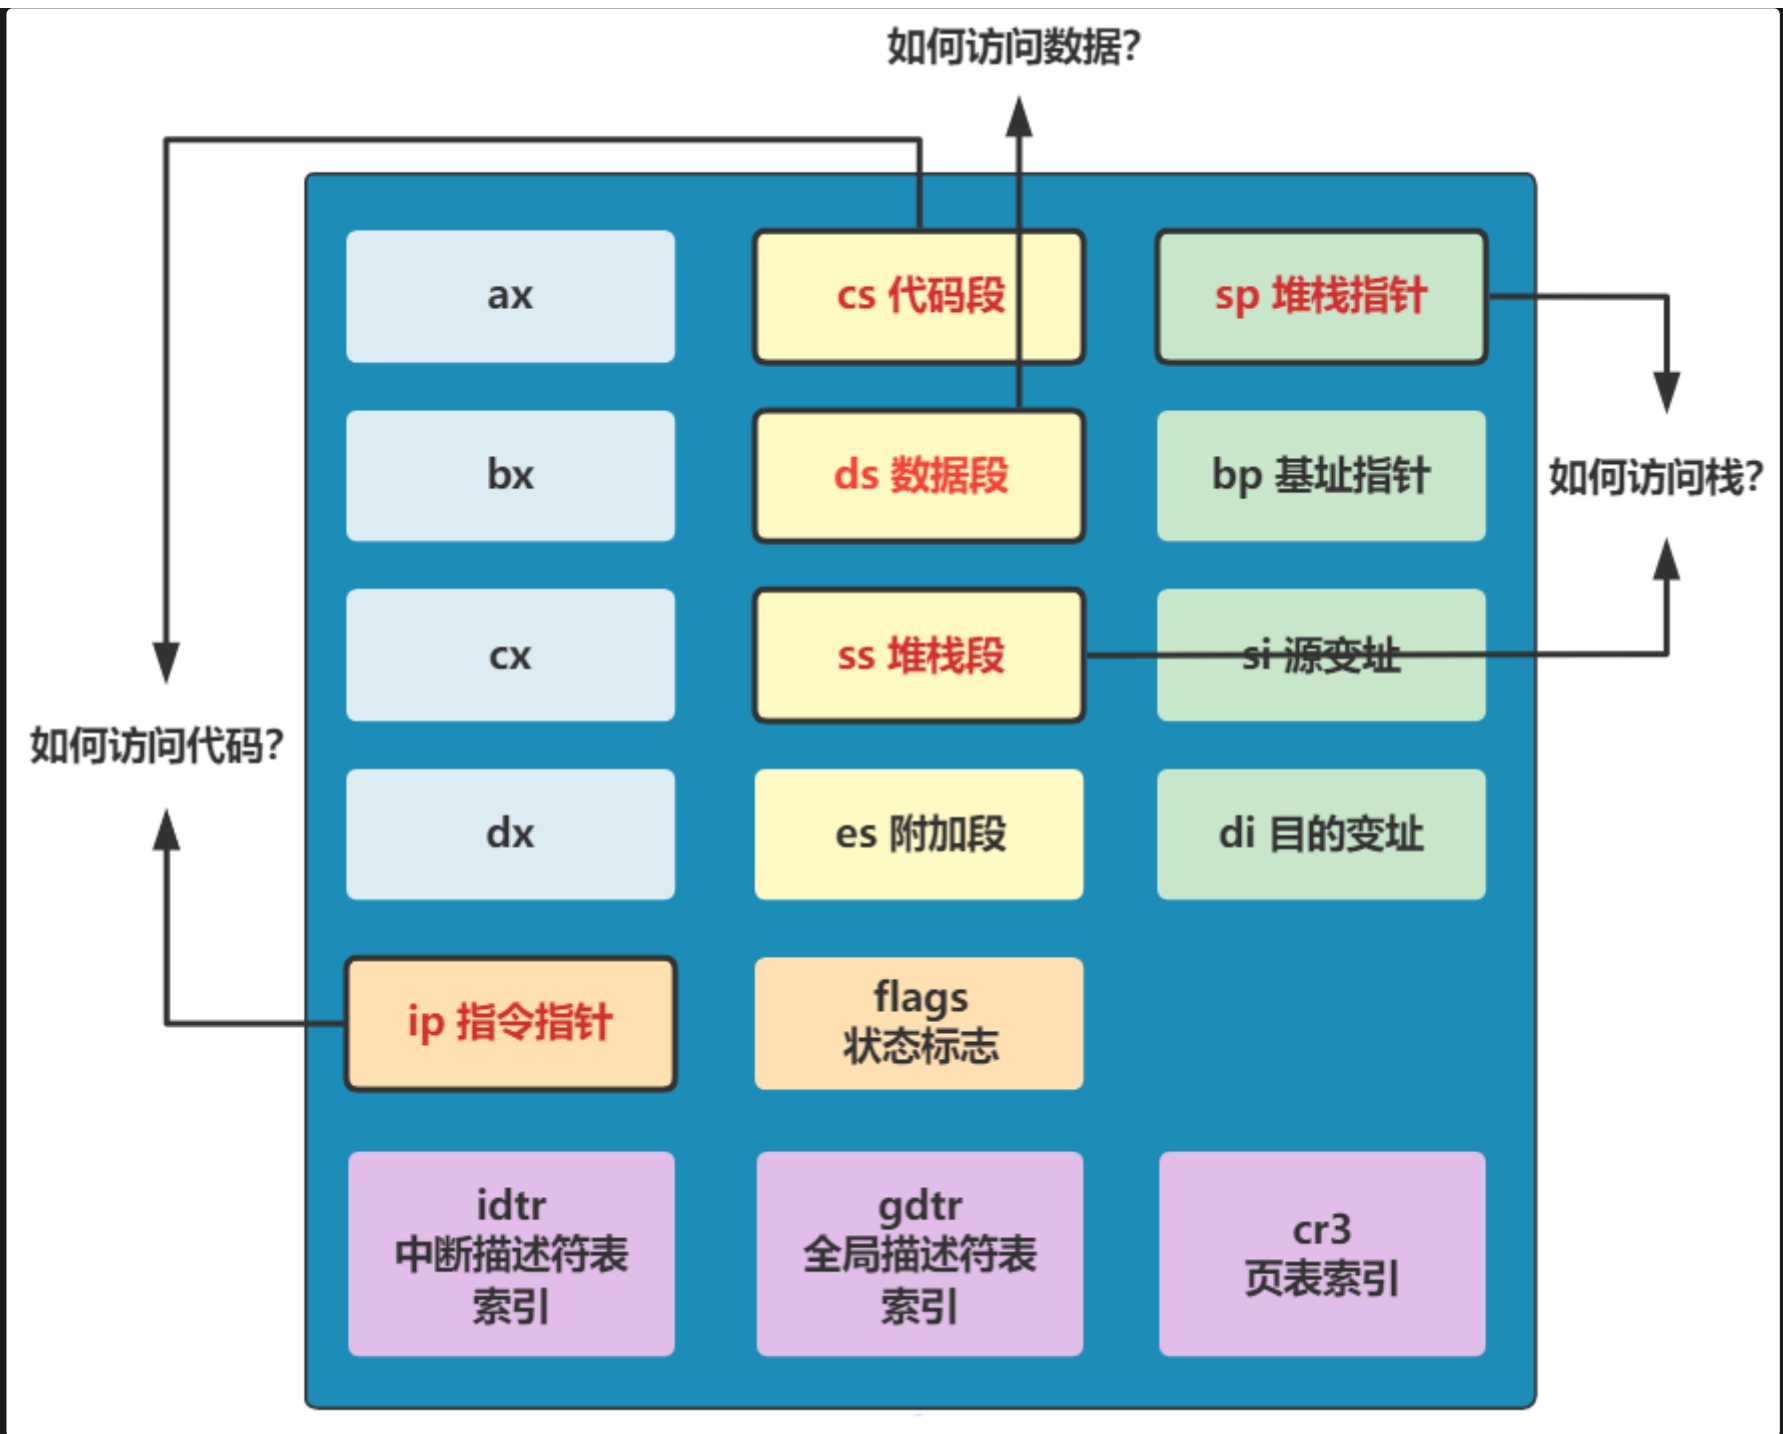 如何访问数据？
ax
cs 代码段
sp 堆栈指针
bx
ds 数据段
bp 基址指针
如何访问栈？
cx
ss 堆栈段
si 源变址
如何访问代码？
dx
es 附加段
di 目的变址
ip 指令指针
flags
状态标志
idtr
中断描述符表
索引
gdtr
全局描述符表
索引
cr3
页表索引